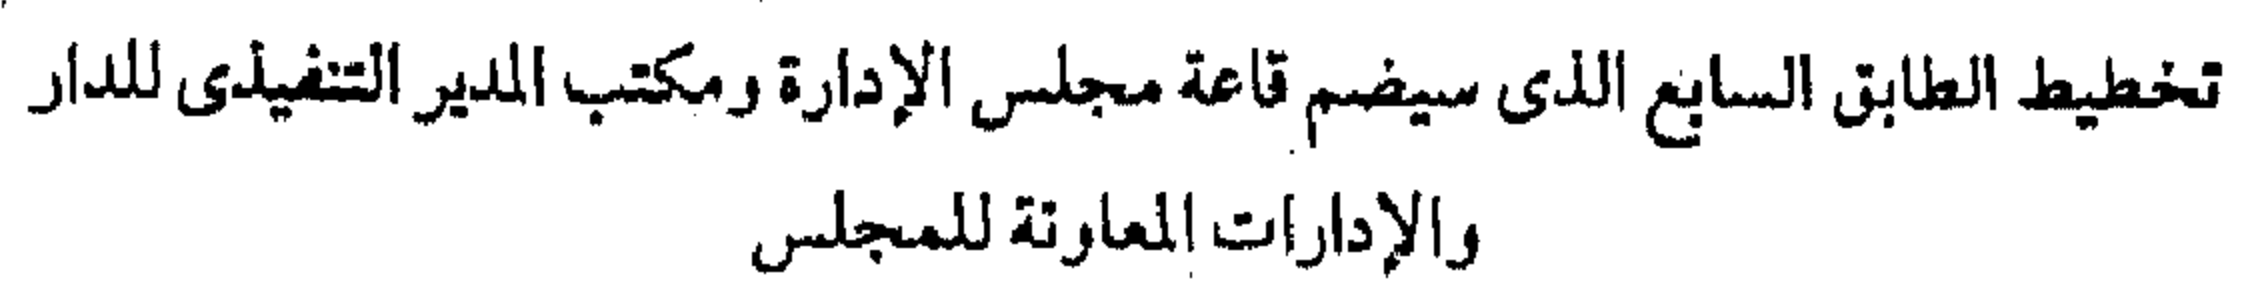 تخطيط الطابق السابع الذى سيضم قاعة مجلس الإدارة ومكتب المدير التنفيذى للدار
والإدارات المعاونة للمجلس